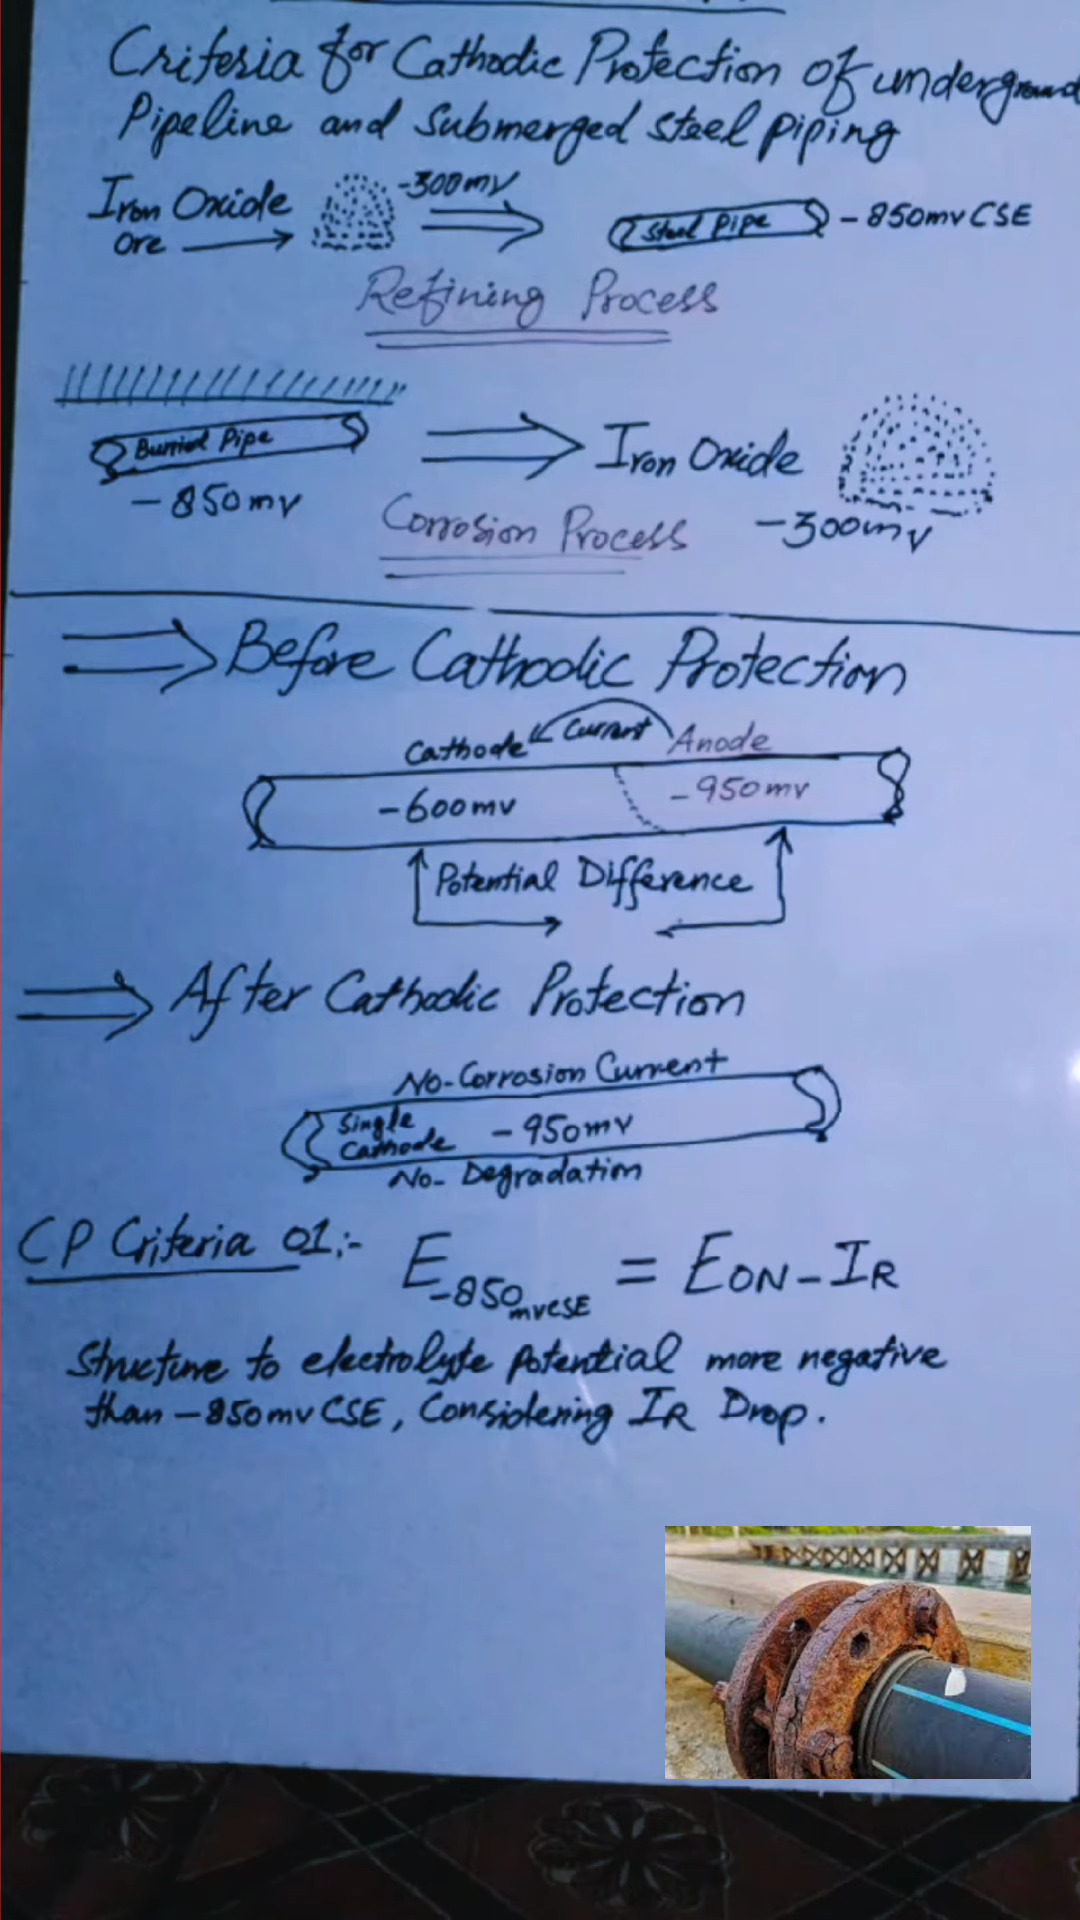 Criteria for Cathodic Protection of underground
Pipeline and Submerged steel piping
Iron Oxide
ore
-300mv
Steel Pipe
-850mv CSE
Refining Process
Burried Pipe
-850mv
Iron Oxide
-300mv
Corrosion Process
Before Cathodic Protection
Cathode Current Anode
-600mv -950mv
Potential Difference
After Cathodic Protection
No-Corrosion Current
Single
Cathode -950mv
No- Degradation
CP Criteria 01:- E-850mvCSE = EON-IR
Structure to electrolyte potential more negative
than -850mv CSE, Considering IR Drop.